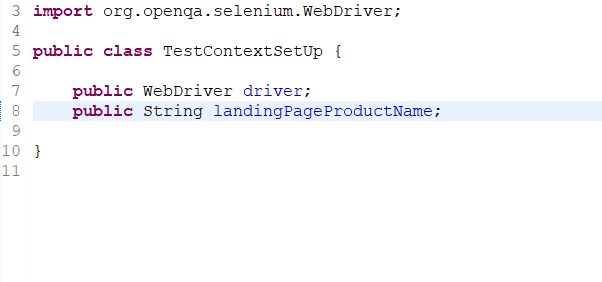 3 import org.openqa.selenium.WebDriver;
4
5 public class TestContextSetUp {
6
7     public WebDriver driver;
8     public String landingPageProductName;
9
10 }
11